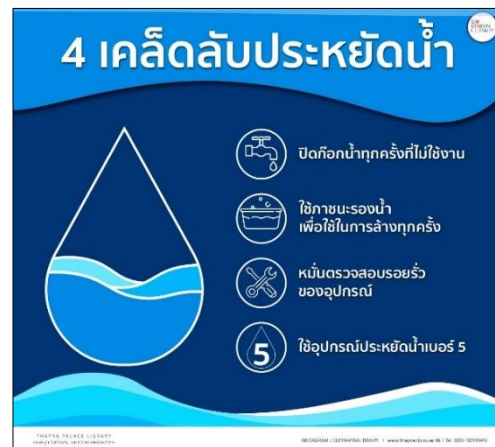 4 เคล็ดลับประหยัดน้ำ
ปิดก๊อกน้ำทุกครั้งที่ไม่ใช้งาน
ใช้ภาชนะรองน้ำ
เพื่อใช้ในการล้างทุกครั้ง
หมั่นตรวจสอบรอยรั่ว
ของอุปกรณ์
5
ใช้อุปกรณ์ประหยัดน้ำเบอร์ 5
THAPRA PALACE LIBRARY